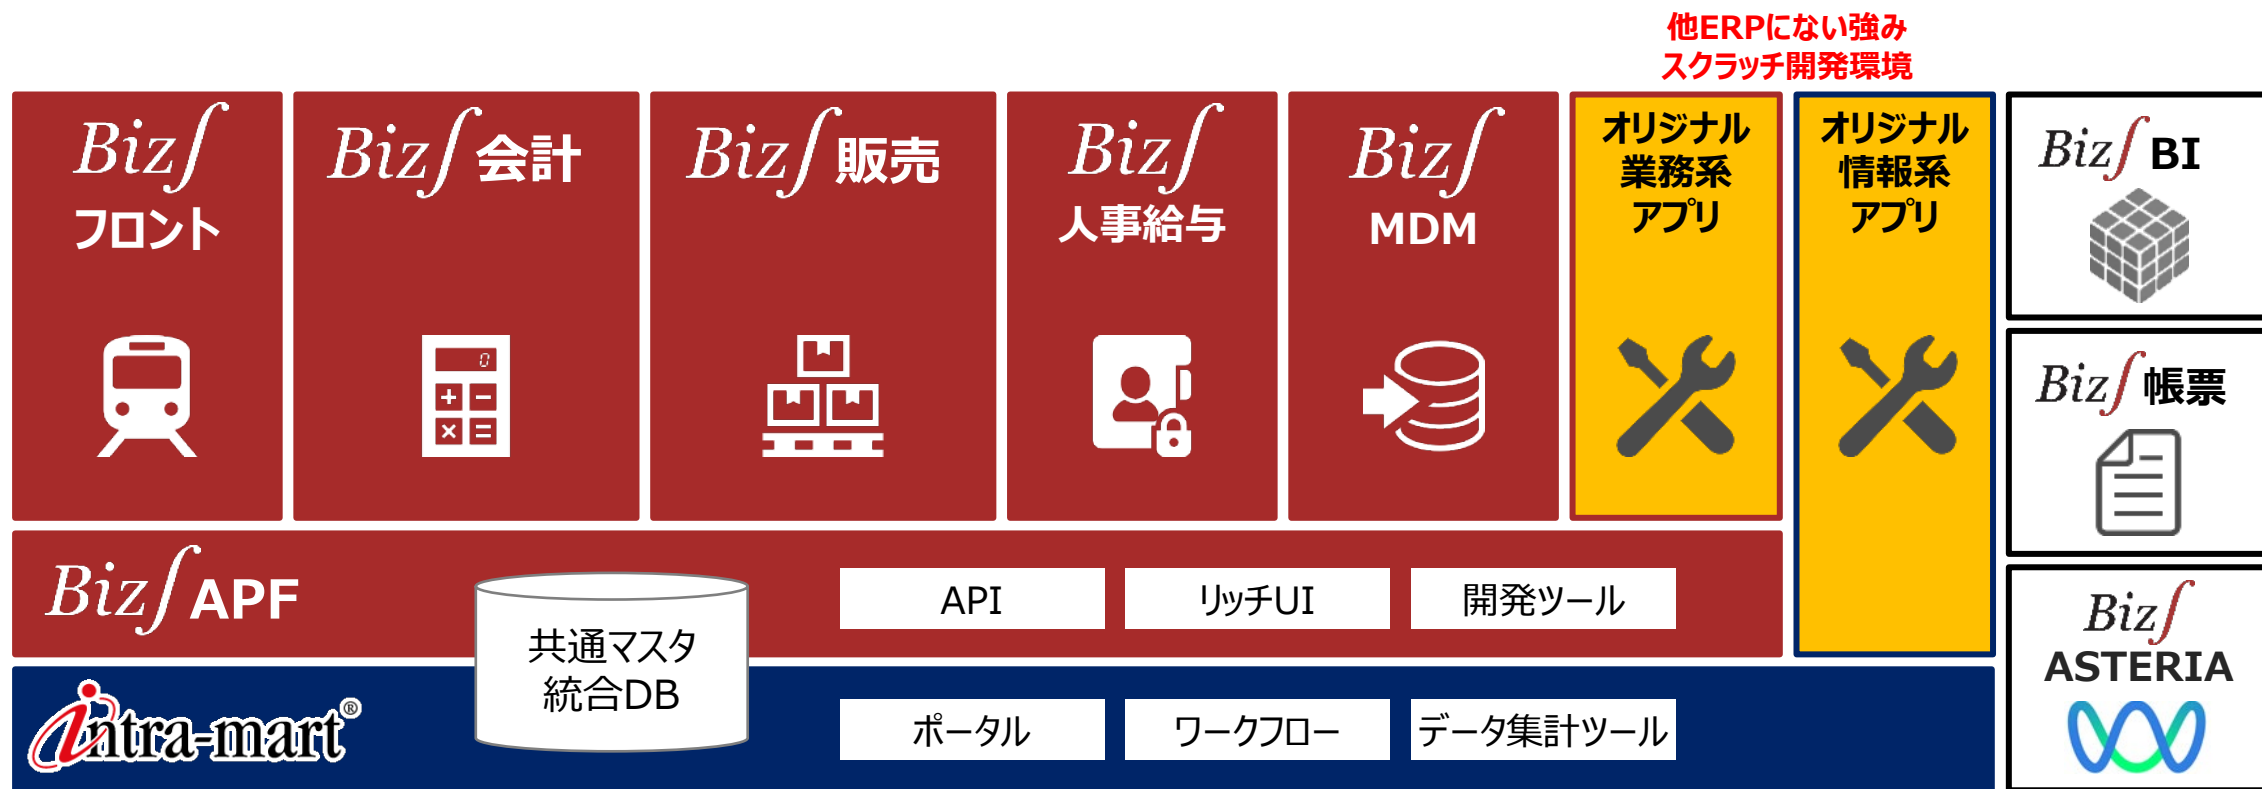 他ERPにない強み
スクラッチ開発環境
Biz∫
フロント
Biz∫会計
Biz∫販売
Biz∫
人事給与
Biz∫
MDM
オリジナル
業務系
アプリ
オリジナル
情報系
アプリ
Biz∫BI
Biz∫帳票
Biz∫
ASTERIA
0
Biz∫APF
共通マスタ
統合DB
API
リッチUI
開発ツール
intra-mart®
ポータル
ワークフロー
データ集計ツール